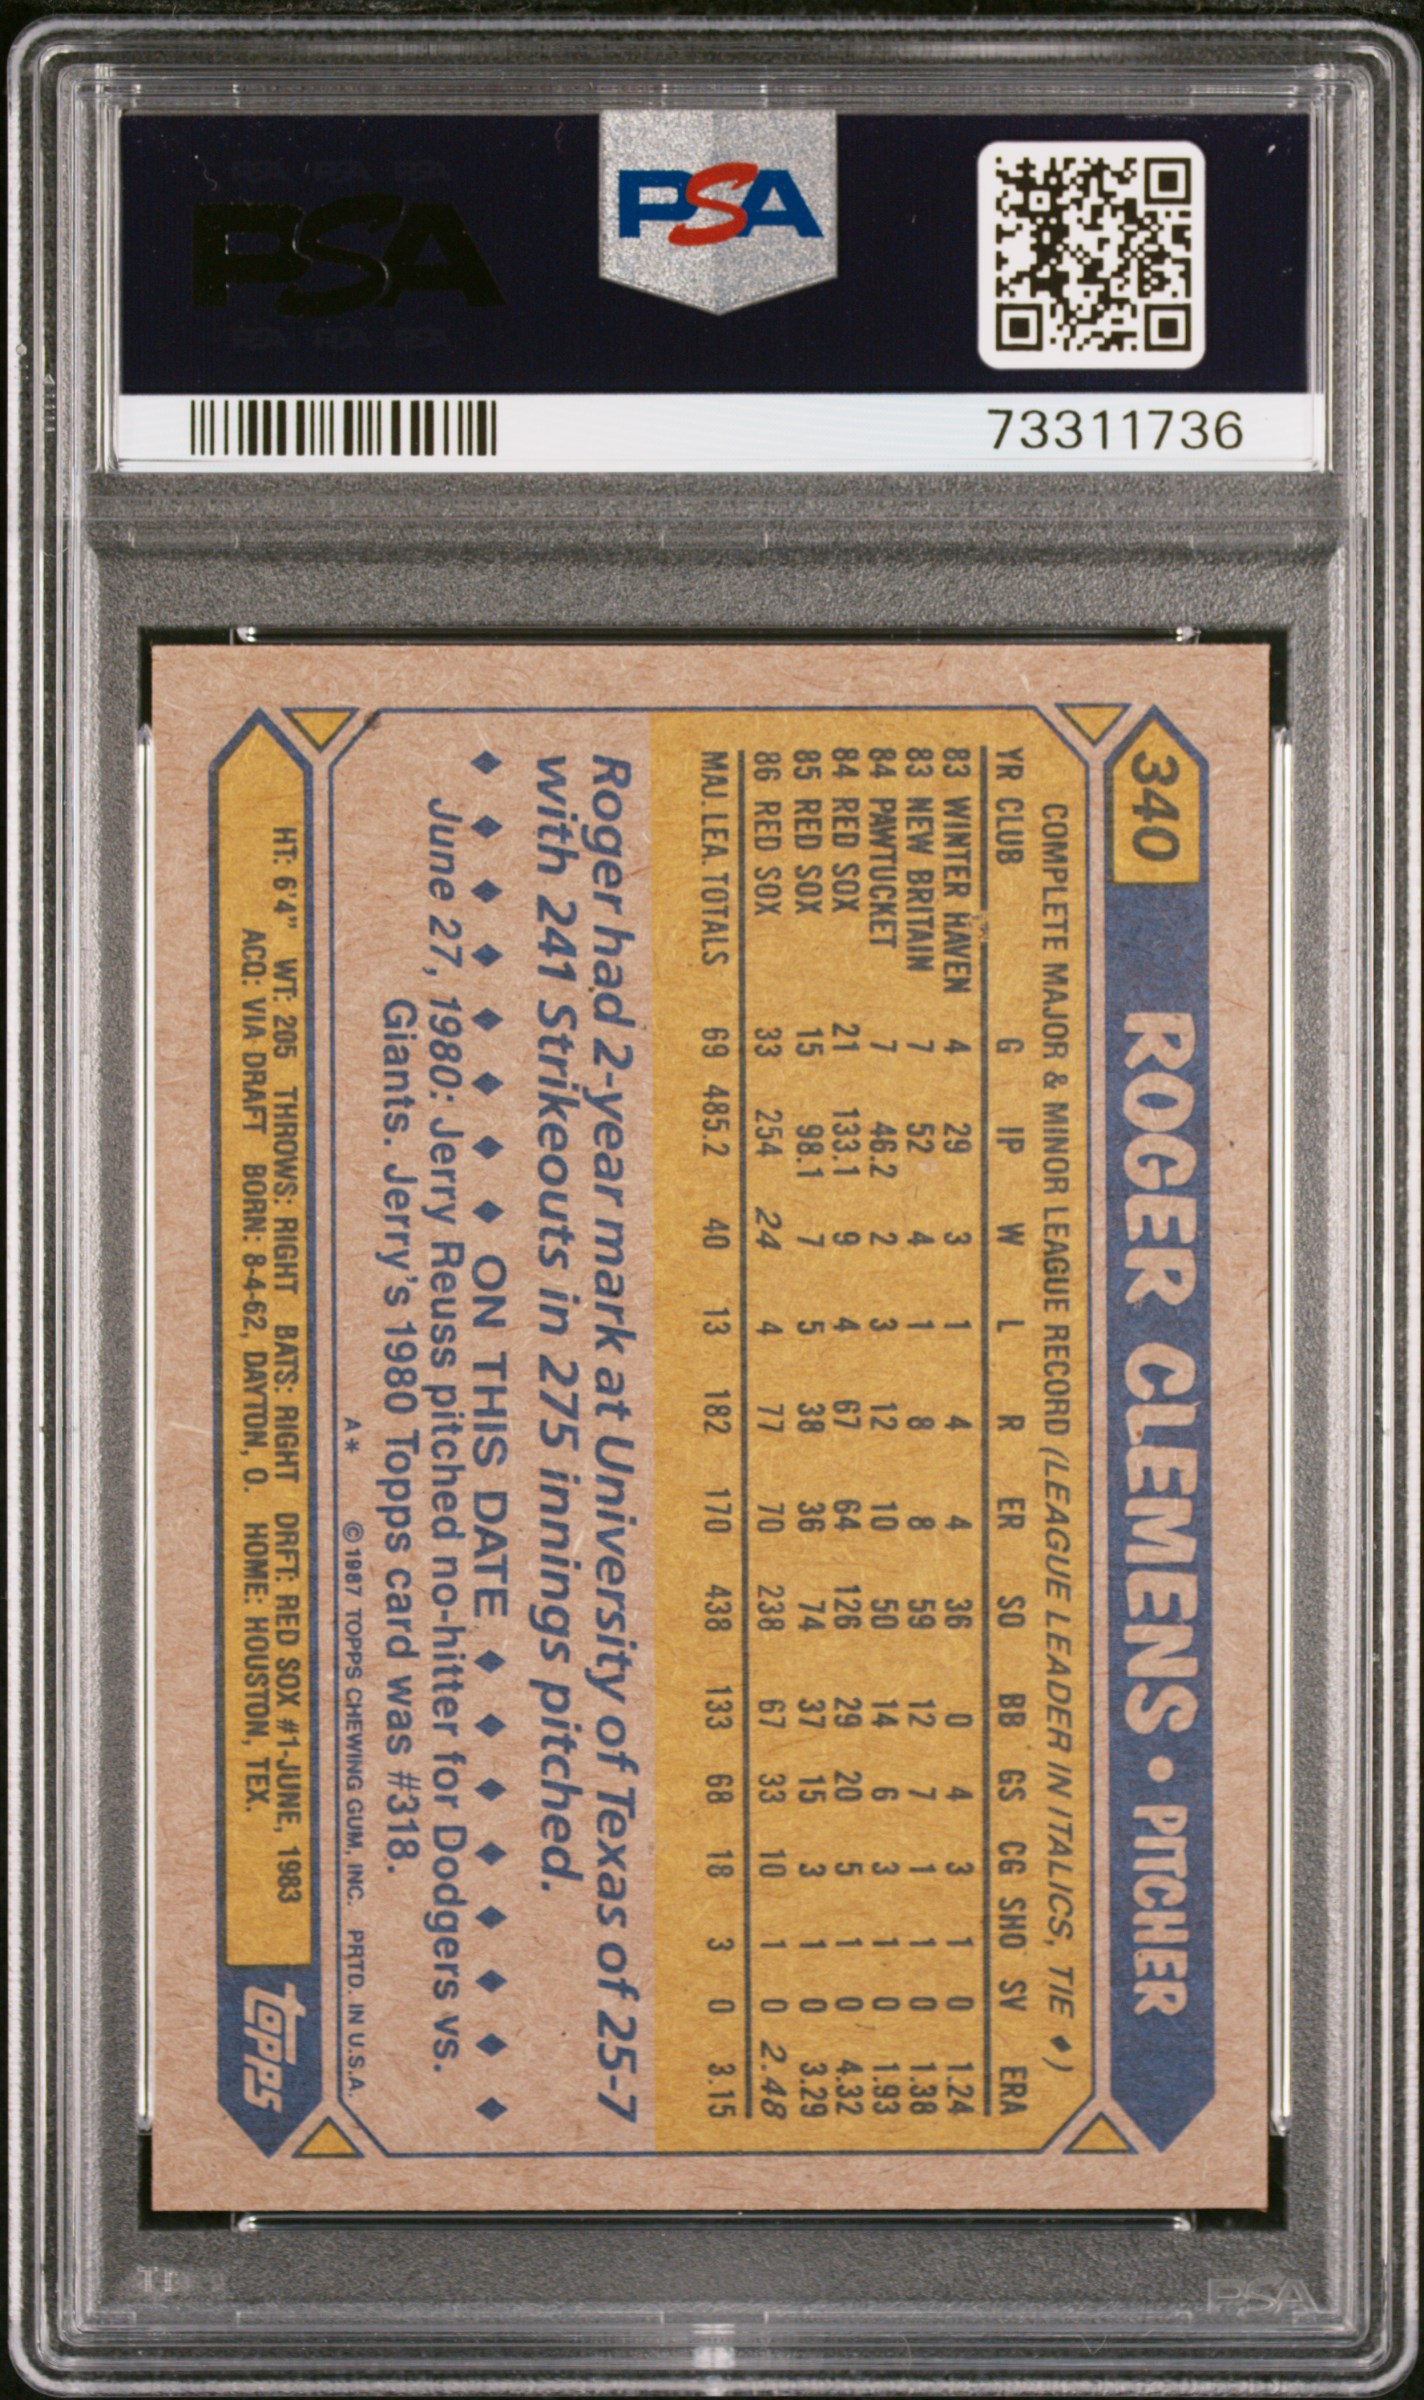 PSA
PSA
73311736
340 ROGER CLEMENS • PITCHER
COMPLETE MAJOR & MINOR LEAGUE RECORD (LEAGUE LEADER IN ITALICS, TIE ◆)
YR CLUB G IP W L R ER SO BB GS CG SHO SV ERA
83 WINTER HAVEN 4 29 3 1 4 4 36 0 4 3 1 0 1.24
83 NEW BRITAIN 7 52 4 1 8 8 59 12 7 1 1 0 1.38
84 PAWTUCKET 7 46.2 2 3 12 10 50 14 6 3 1 0 1.93
84 RED SOX 21 133.1 9 4 67 64 126 29 20 5 1 0 4.32
85 RED SOX 15 98.1 7 5 38 36 74 37 15 3 1 0 3.29
86 RED SOX 33 254 24 4 77 70 238 67 33 10 1 0 2.48
MAJ. LEA. TOTALS 69 485.2 40 13 182 170 438 133 68 18 3 0 3.15
Roger had 2-year mark at University of Texas of 25-7
with 241 Strikeouts in 275 innings pitched.
◆ ◆ ◆ ◆ ◆ ◆ ◆ ◆ ON THIS DATE ◆ ◆ ◆ ◆ ◆ ◆ ◆ ◆
June 27, 1980: Jerry Reuss pitched no-hitter for Dodgers vs.
Giants. Jerry's 1980 Topps card was #318.
A* ©1987 TOPPS CHEWING GUM, INC. PRTD. IN U.S.A.
HT: 6'4" WT: 205 THROWS: RIGHT BATS: RIGHT DRFT: RED SOX #1-JUNE, 1983
ACQ: VIA DRAFT BORN: 8-4-62, DAYTON, O. HOME: HOUSTON, TEX.
topps
PSA